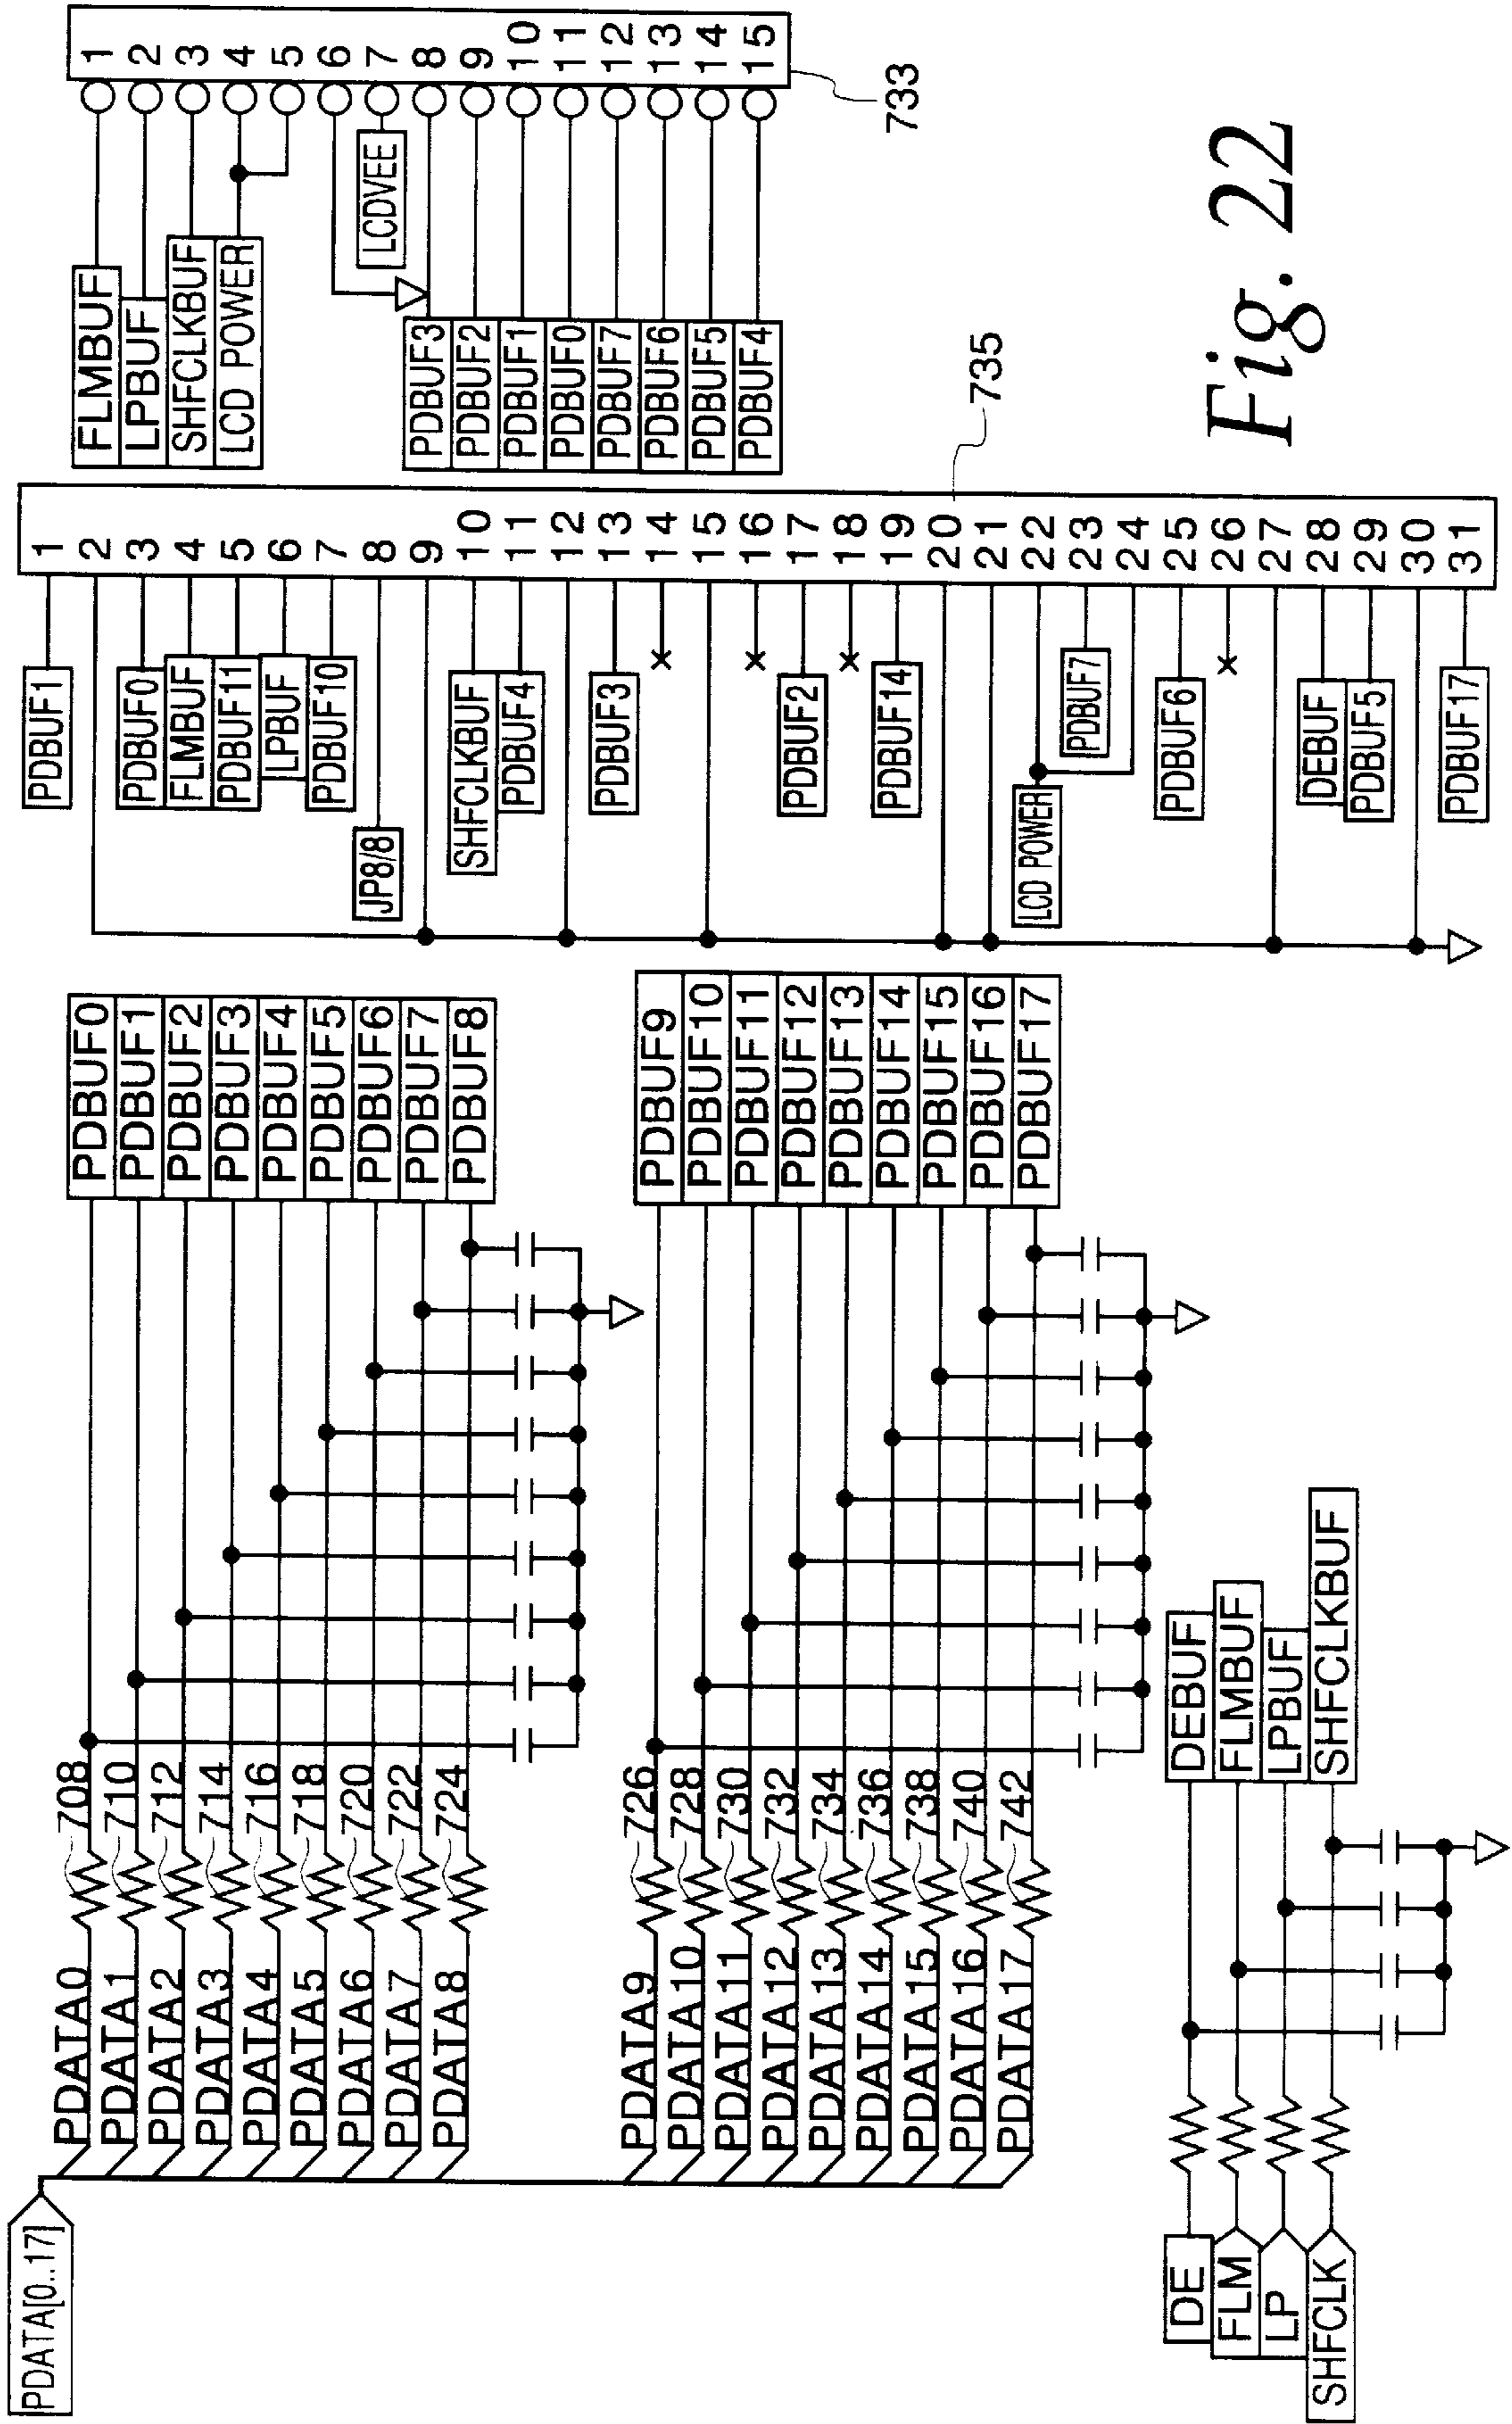 PDATA[0..17]
PDATA0 708 PDBUF0
PDATA1 710 PDBUF1
PDATA2 712 PDBUF2
PDATA3 714 PDBUF3
PDATA4 716 PDBUF4
PDATA5 718 PDBUF5
PDATA6 720 PDBUF6
PDATA7 722 PDBUF7
PDATA8 724 PDBUF8
PDATA9 726 PDBUF9
PDATA10 728 PDBUF10
PDATA11 730 PDBUF11
PDATA12 732 PDBUF12
PDATA13 734 PDBUF13
PDATA14 736 PDBUF14
PDATA15 738 PDBUF15
PDATA16 740 PDBUF16
PDATA17 742 PDBUF17
DE DEBUF
FLM FLMBUF
LP LPBUF
SHFCLK SHFCLKBUF
PDBUF1 1
2
PDBUF0 3
FLMBUF 4
PDBUF11 5
LPBUF 6
PDBUF10 7
JP8/8 8
9
SHFCLKBUF 10
PDBUF4 11
12
PDBUF3 13
14
15
16
PDBUF2 17
18
PDBUF14 19
20
21
LCD POWER 22
PDBUF7 23
24
PDBUF6 25
26
27
DEBUF 28
PDBUF5 29
30
PDBUF17 31
735
FLMBUF 1
LPBUF 2
SHFCLKBUF 3
LCD POWER 4
5
6
LCDVEE 7
PDBUF3 8
PDBUF2 9
PDBUF1 10
PDBUF0 11
PDBUF7 12
PDBUF6 13
PDBUF5 14
PDBUF4 15
733
Fig. 22